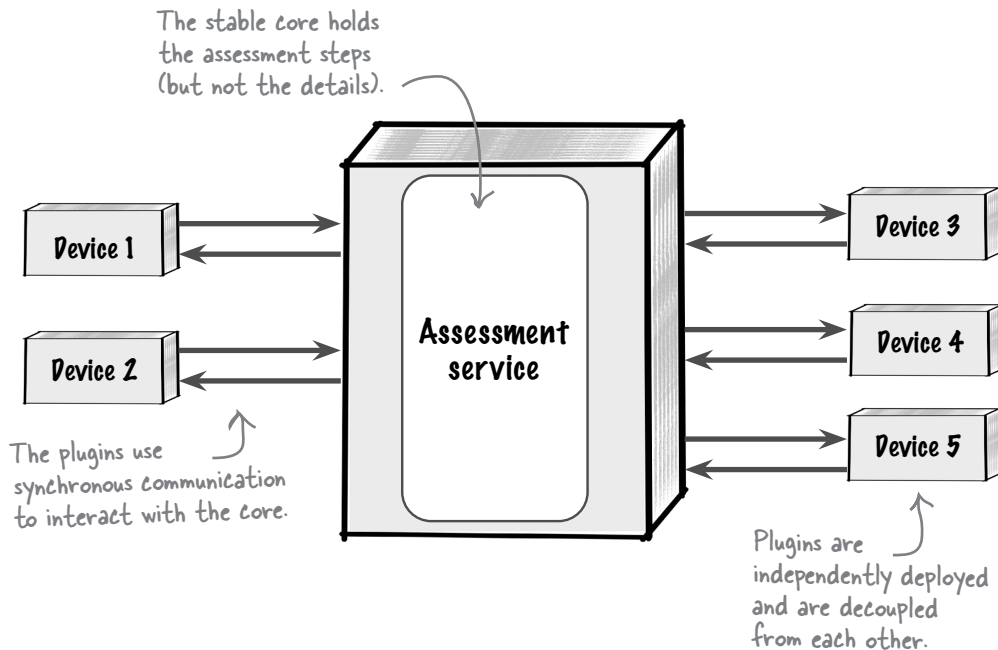 The stable core holds
the assessment steps
(but not the details).
Device 1
Device 2
Assessment
service
Device 3
Device 4
Device 5
The plugins use
synchronous communication
to interact with the core.
Plugins are
independently deployed
and are decoupled
from each other.